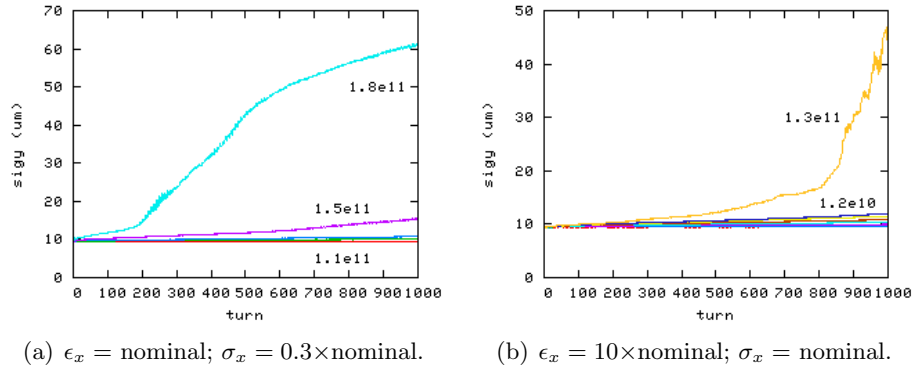 70
60
50
40
30
20
10
0
sigy (um)
1.8e11
1.5e11
1.1e11
0 100 200 300 400 500 600 700 800 900 1000
turn
50
40
30
20
10
0
sigy (um)
1.3e11
1.2e10
0 100 200 300 400 500 600 700 800 900 1000
turn
(a) ϵₓ = nominal; σₓ = 0.3×nominal.
(b) ϵₓ = 10×nominal; σₓ = nominal.